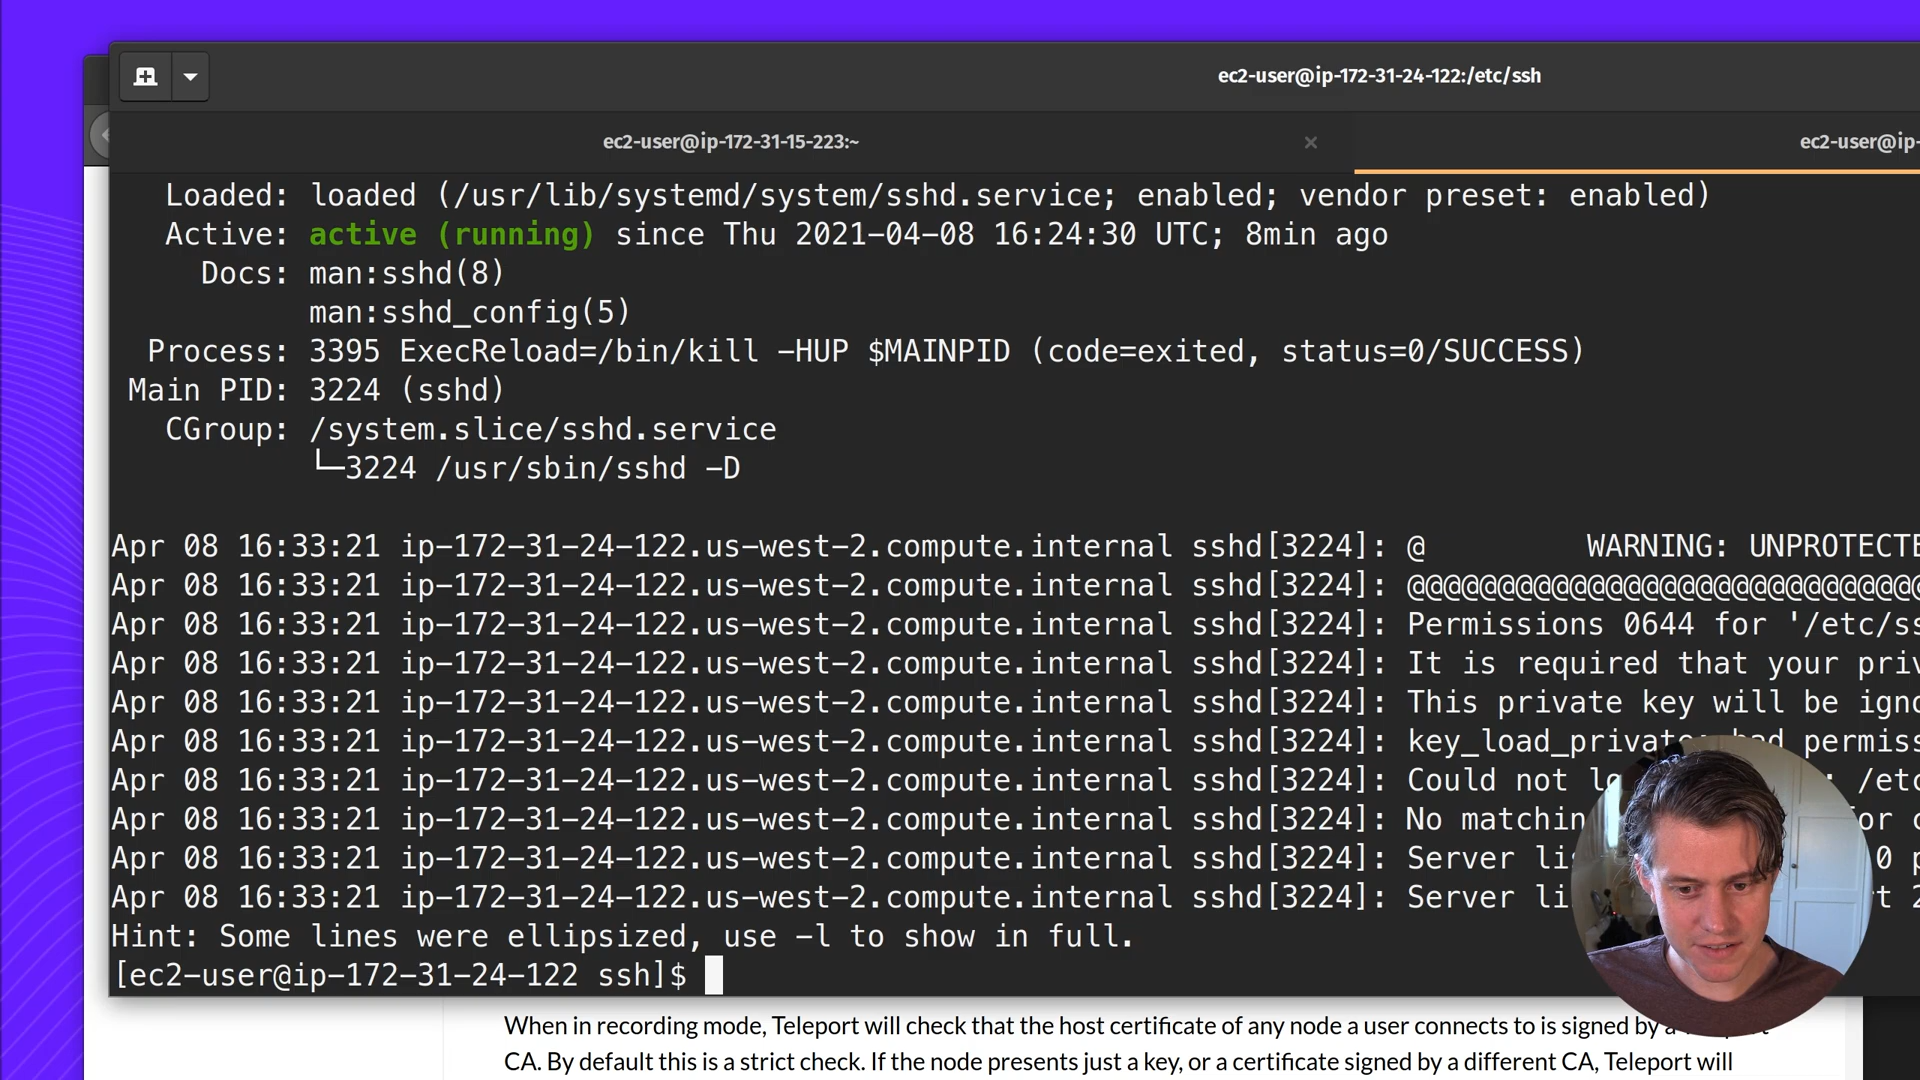 ec2-user@ip-172-31-24-122:/etc/ssh
ec2-user@ip-172-31-15-223:~
ec2-user@ip-
Loaded: loaded (/usr/lib/systemd/system/sshd.service; enabled; vendor preset: enabled)
Active: active (running) since Thu 2021-04-08 16:24:30 UTC; 8min ago
Docs: man:sshd(8)
man:sshd_config(5)
Process: 3395 ExecReload=/bin/kill -HUP $MAINPID (code=exited, status=0/SUCCESS)
Main PID: 3224 (sshd)
CGroup: /system.slice/sshd.service
└─3224 /usr/sbin/sshd -D
Apr 08 16:33:21 ip-172-31-24-122.us-west-2.compute.internal sshd[3224]: @ WARNING: UNPROTECTE
Apr 08 16:33:21 ip-172-31-24-122.us-west-2.compute.internal sshd[3224]: @@@@@@@@@@@@@@@@@@@@@@@@@@@@@
Apr 08 16:33:21 ip-172-31-24-122.us-west-2.compute.internal sshd[3224]: Permissions 0644 for '/etc/ss
Apr 08 16:33:21 ip-172-31-24-122.us-west-2.compute.internal sshd[3224]: It is required that your priv
Apr 08 16:33:21 ip-172-31-24-122.us-west-2.compute.internal sshd[3224]: This private key will be igno
Apr 08 16:33:21 ip-172-31-24-122.us-west-2.compute.internal sshd[3224]: key_load_private: bad permiss
Apr 08 16:33:21 ip-172-31-24-122.us-west-2.compute.internal sshd[3224]: Could not lo : /etc
Apr 08 16:33:21 ip-172-31-24-122.us-west-2.compute.internal sshd[3224]: No matchin or c
Apr 08 16:33:21 ip-172-31-24-122.us-west-2.compute.internal sshd[3224]: Server lis 0 p
Apr 08 16:33:21 ip-172-31-24-122.us-west-2.compute.internal sshd[3224]: Server li t 2
Hint: Some lines were ellipsized, use -l to show in full.
[ec2-user@ip-172-31-24-122 ssh]$
When in recording mode, Teleport will check that the host certificate of any node a user connects to is signed by a
CA. By default this is a strict check. If the node presents just a key, or a certificate signed by a different CA, Teleport will